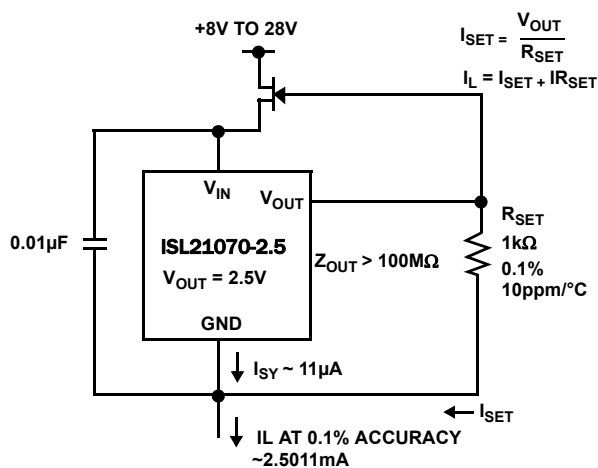 +8V TO 28V
I_SET = V_OUT / R_SET
I_L = I_SET + IR_SET
V_IN
V_OUT
0.01µF
ISL21070-2.5
V_OUT = 2.5V
Z_OUT > 100MΩ
R_SET
1kΩ
0.1%
10ppm/°C
GND
I_SY ~ 11µA
I_SET
IL AT 0.1% ACCURACY
~2.5011mA